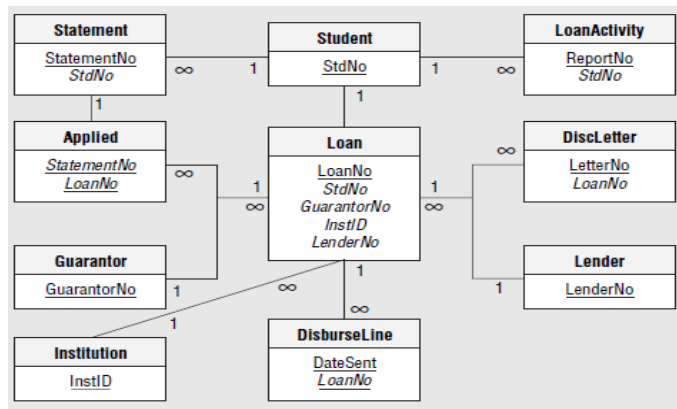 Statement
StatementNo
StdNo
∞
1
Student
StdNo
1
∞
LoanActivity
ReportNo
StdNo
1
1
Applied
StatementNo
LoanNo
∞
1
∞
Loan
LoanNo
StdNo
GuarantorNo
InstID
LenderNo
1
∞
∞
DiscLetter
LetterNo
LoanNo
Guarantor
GuarantorNo
1
∞
1
1
Lender
LenderNo
1
∞
Institution
InstID
DisburseLine
DateSent
LoanNo